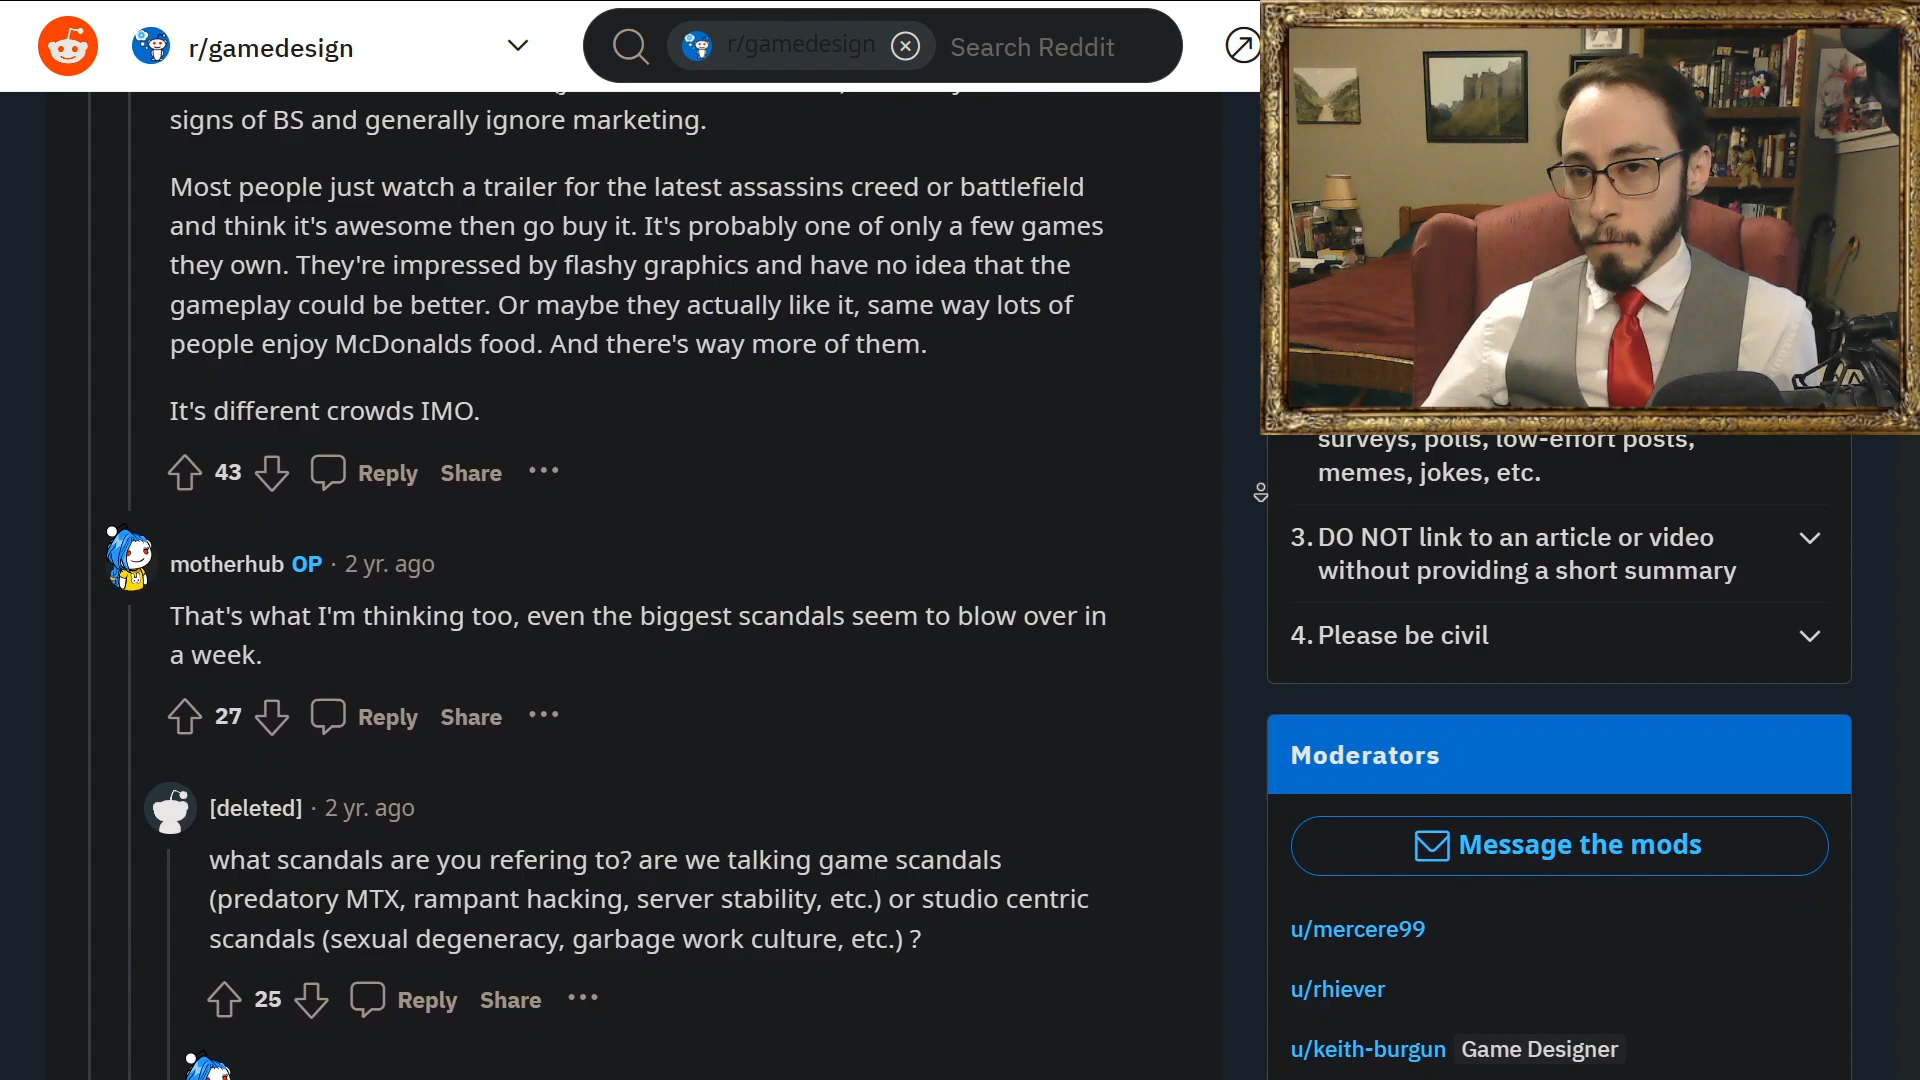 r/gamedesign
r/gamedesign
Search Reddit
signs of BS and generally ignore marketing.
Most people just watch a trailer for the latest assassins creed or battlefield
and think it's awesome then go buy it. It's probably one of only a few games
they own. They're impressed by flashy graphics and have no idea that the
gameplay could be better. Or maybe they actually like it, same way lots of
people enjoy McDonalds food. And there's way more of them.
It's different crowds IMO.
43 Reply Share
motherhub OP · 2 yr. ago
That's what I'm thinking too, even the biggest scandals seem to blow over in
a week.
27 Reply Share
[deleted] · 2 yr. ago
what scandals are you refering to? are we talking game scandals
(predatory MTX, rampant hacking, server stability, etc.) or studio centric
scandals (sexual degeneracy, garbage work culture, etc.) ?
25 Reply Share
surveys, polls, low-effort posts,
memes, jokes, etc.
3. DO NOT link to an article or video
without providing a short summary
4. Please be civil
Moderators
Message the mods
u/mercere99
u/rhiever
u/keith-burgun Game Designer